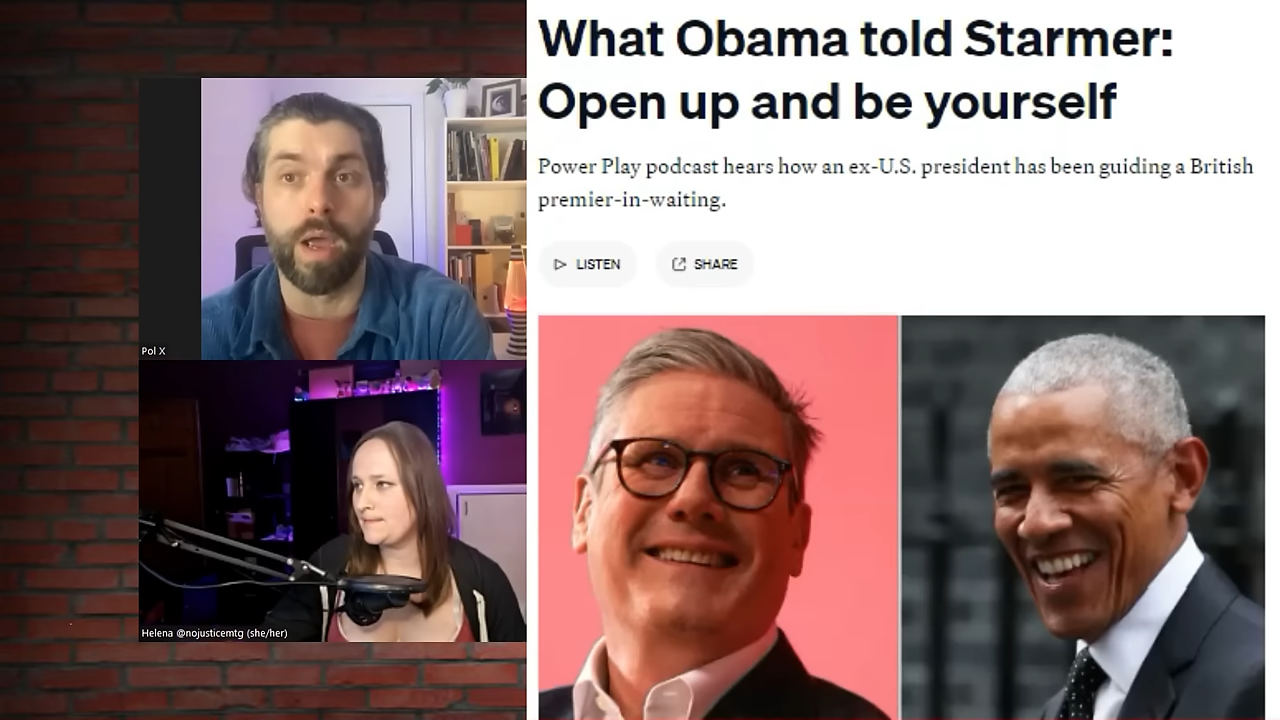 What Obama told Starmer:
Open up and be yourself
Power Play podcast hears how an ex-U.S. president has been guiding a British
premier-in-waiting.
LISTEN
SHARE
Pol X
Helena @nojusticemtg (she/her)